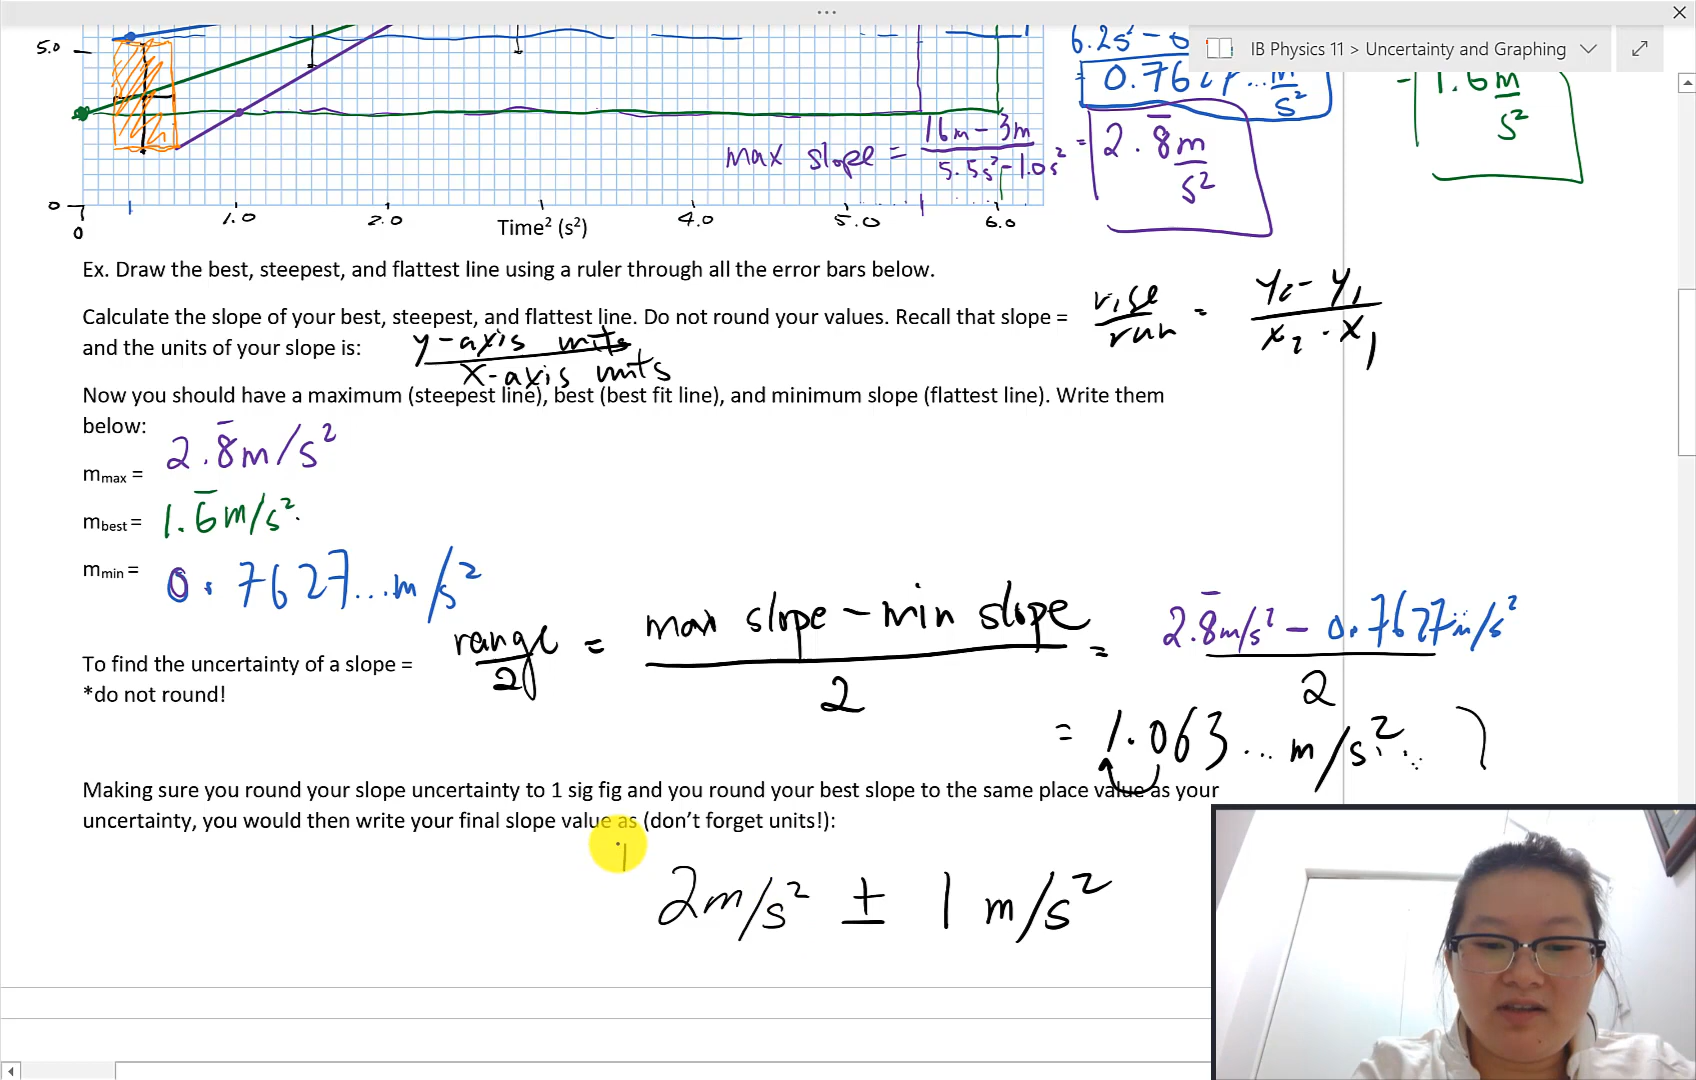 ...
IB Physics 11 > Uncertainty and Graphing
5.0
6.2s² - 0
= 0.7627... m/s²
1.6̅ m/s²
max slope = (16m - 3m)/(5.5s² - 1.0s²) = 2.8̅ m/s²
0
0 1.0 2.0 4.0 5.0 6.0
Time² (s²)
Ex. Draw the best, steepest, and flattest line using a ruler through all the error bars below.
Calculate the slope of your best, steepest, and flattest line. Do not round your values. Recall that slope = rise/run = (y₂ - y₁)/(x₂ - x₁)
and the units of your slope is: y-axis units / x-axis units
Now you should have a maximum (steepest line), best (best fit line), and minimum slope (flattest line). Write them
below:
mmax = 2.8̅ m/s²
mbest = 1.6̅ m/s²
mmin = 0.7627... m/s²
To find the uncertainty of a slope = range/2 = (max slope - min slope)/2 = (2.8̅ m/s² - 0.7627... m/s²)/2
*do not round!
= 1.063... m/s²
Making sure you round your slope uncertainty to 1 sig fig and you round your best slope to the same place value as your
uncertainty, you would then write your final slope value as (don't forget units!):
2 m/s² ± 1 m/s²